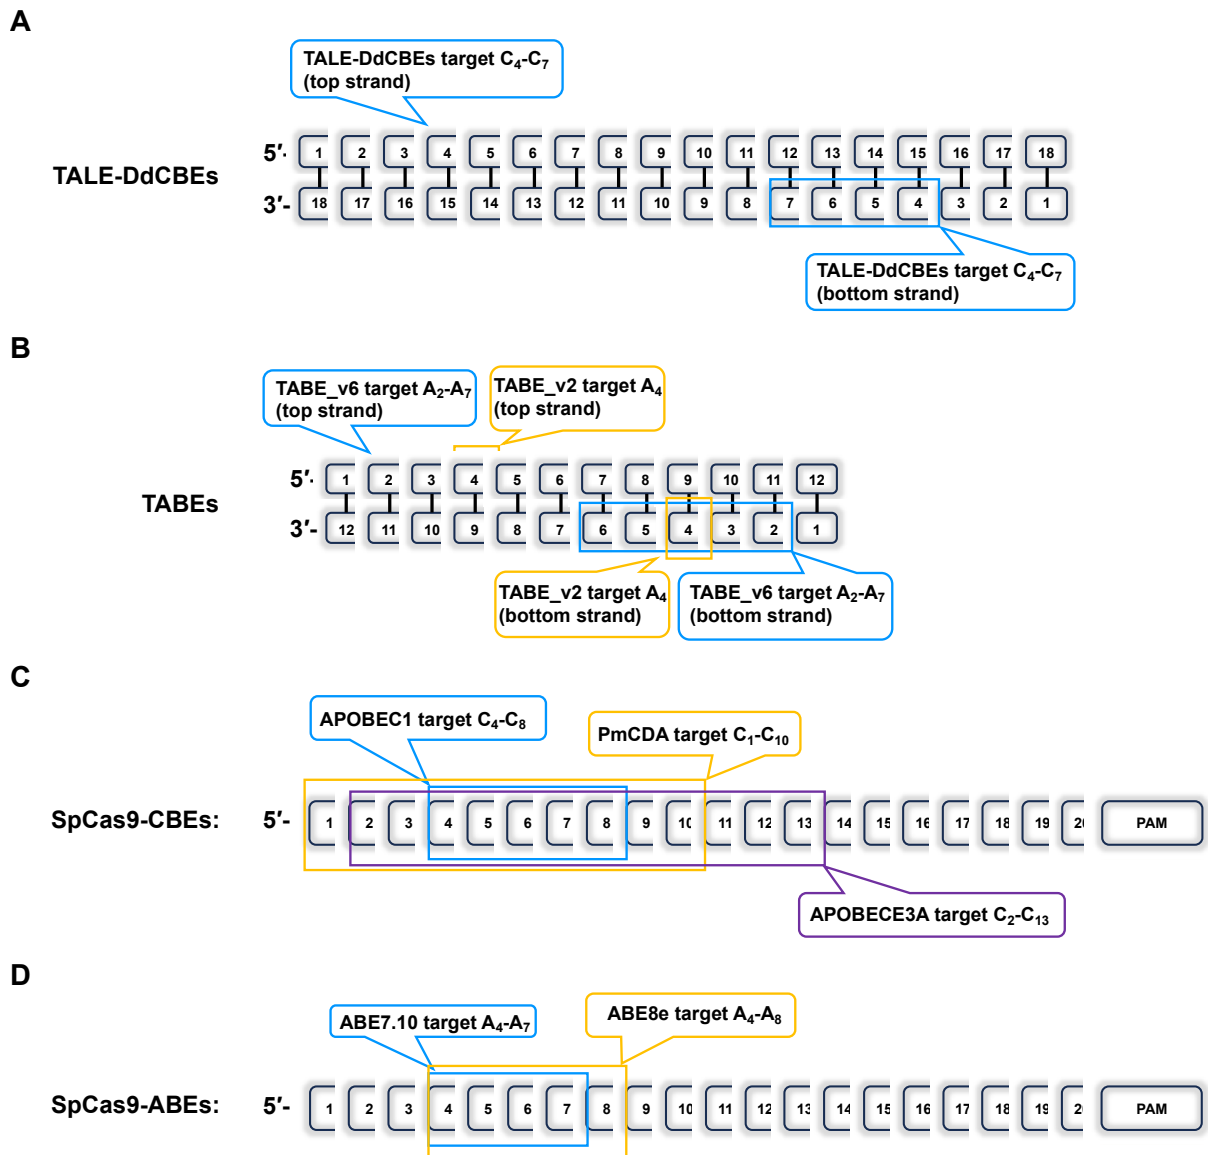 A
TALE-DdCBEs target C4-C7
(top strand)
TALE-DdCBEs
5′- 1 2 3 4 5 6 7 8 9 10 11 12 13 14 15 16 17 18
3′- 18 17 16 15 14 13 12 11 10 9 8 7 6 5 4 3 2 1
TALE-DdCBEs target C4-C7
(bottom strand)
B
TABE_v6 target A2-A7
(top strand)
TABE_v2 target A4
(top strand)
TABEs
5′- 1 2 3 4 5 6 7 8 9 10 11 12
3′- 12 11 10 9 8 7 6 5 4 3 2 1
TABE_v2 target A4
(bottom strand)
TABE_v6 target A2-A7
(bottom strand)
C
APOBEC1 target C4-C8
PmCDA target C1-C10
SpCas9-CBEs: 5′- 1 2 3 4 5 6 7 8 9 10 11 12 13 14 15 16 17 18 19 20 PAM
APOBECE3A target C2-C13
D
ABE7.10 target A4-A7
ABE8e target A4-A8
SpCas9-ABEs: 5′- 1 2 3 4 5 6 7 8 9 10 11 12 13 14 15 16 17 18 19 20 PAM